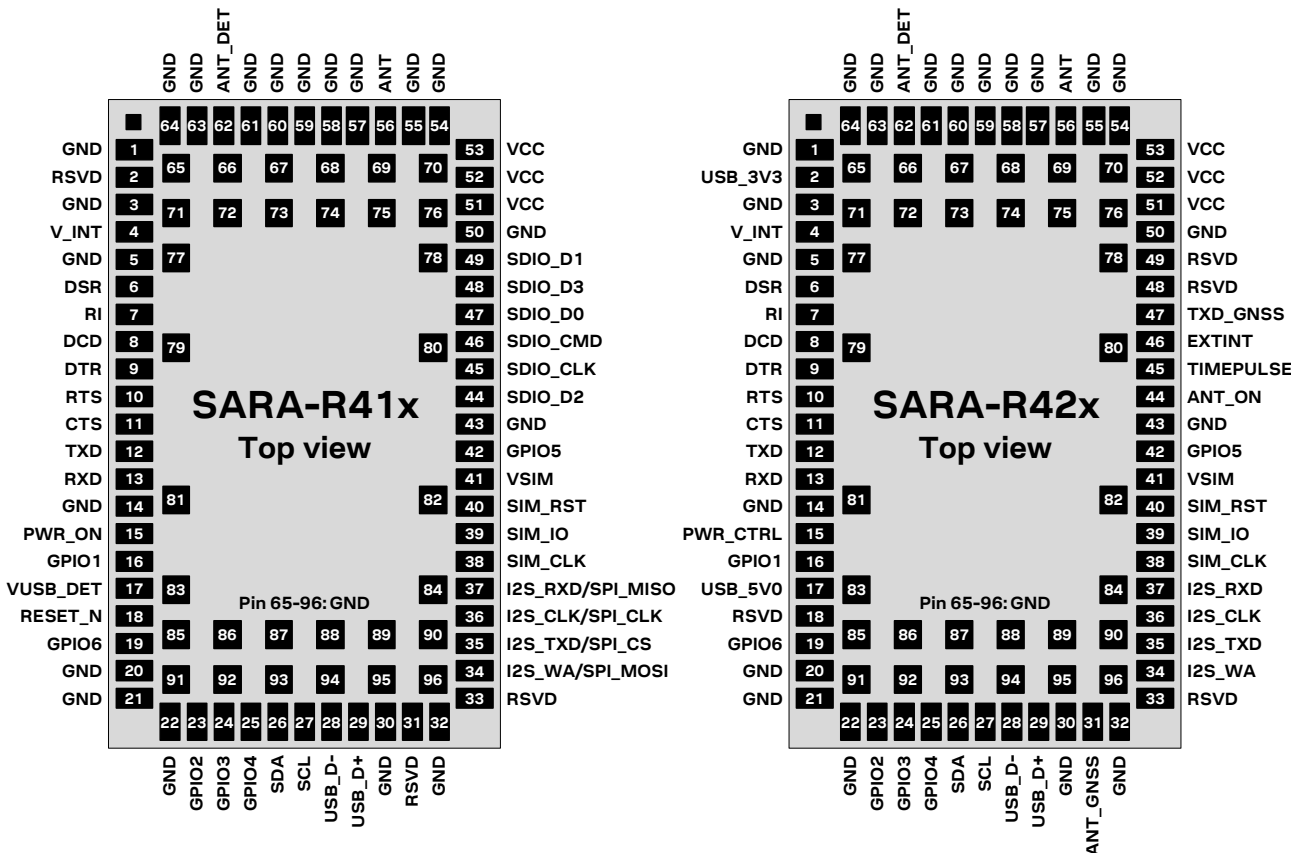 GND GND ANT_DET GND GND GND GND GND ANT GND GND
64 63 62 61 60 59 58 57 56 55 54
GND 1 65 66 67 68 69 70 53 VCC
RSVD 2 52 VCC
GND 3 71 72 73 74 75 76 51 VCC
V_INT 4 50 GND
GND 5 77 78 49 SDIO_D1
DSR 6 48 SDIO_D3
RI 7 47 SDIO_D0
DCD 8 79 80 46 SDIO_CMD
DTR 9 45 SDIO_CLK
RTS 10 SARA-R41x 44 SDIO_D2
CTS 11 43 GND
TXD 12 Top view 42 GPIO5
RXD 13 41 VSIM
GND 14 81 82 40 SIM_RST
PWR_ON 15 39 SIM_IO
GPIO1 16 38 SIM_CLK
VUSB_DET 17 83 84 37 I2S_RXD/SPI_MISO
RESET_N 18 Pin 65-96: GND 36 I2S_CLK/SPI_CLK
GPIO6 19 85 86 87 88 89 90 35 I2S_TXD/SPI_CS
GND 20 91 92 93 94 95 96 34 I2S_WA/SPI_MOSI
GND 21 33 RSVD
22 23 24 25 26 27 28 29 30 31 32
GND GPIO2 GPIO3 GPIO4 SDA SCL USB_D- USB_D+ GND RSVD GND
GND GND ANT_DET GND GND GND GND GND ANT GND GND
64 63 62 61 60 59 58 57 56 55 54
GND 1 65 66 67 68 69 70 53 VCC
USB_3V3 2 52 VCC
GND 3 71 72 73 74 75 76 51 VCC
V_INT 4 50 GND
GND 5 77 78 49 RSVD
DSR 6 48 RSVD
RI 7 47 TXD_GNSS
DCD 8 79 80 46 EXTINT
DTR 9 45 TIMEPULSE
RTS 10 SARA-R42x 44 ANT_ON
CTS 11 43 GND
TXD 12 Top view 42 GPIO5
RXD 13 41 VSIM
GND 14 81 82 40 SIM_RST
PWR_CTRL 15 39 SIM_IO
GPIO1 16 38 SIM_CLK
USB_5V0 17 83 84 37 I2S_RXD
RSVD 18 Pin 65-96: GND 36 I2S_CLK
GPIO6 19 85 86 87 88 89 90 35 I2S_TXD
GND 20 91 92 93 94 95 96 34 I2S_WA
GND 21 33 RSVD
22 23 24 25 26 27 28 29 30 31 32
GND GPIO2 GPIO3 GPIO4 SDA SCL USB_D- USB_D+ GND ANT_GNSS GND